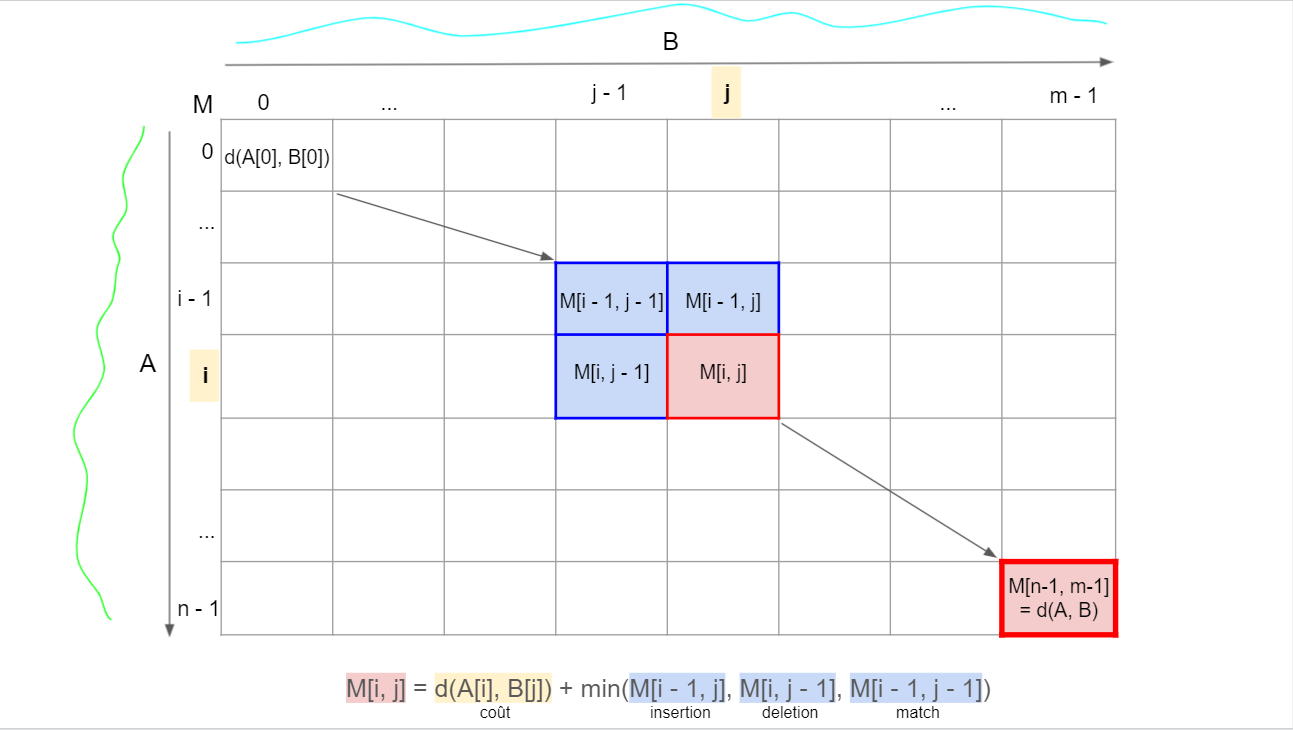 B
M
0
...
j - 1
j
...
m - 1
0
d(A[0], B[0])
...
i - 1
M[i - 1, j - 1]
M[i - 1, j]
A
i
M[i, j - 1]
M[i, j]
...
n - 1
M[n-1, m-1]
= d(A, B)
M[i, j] = d(A[i], B[j]) + min(M[i - 1, j], M[i, j - 1], M[i - 1, j - 1])
coût
insertion
deletion
match